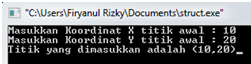 "C:\Users\Firyanul Rizky\Documents\struct.exe"
Masukkan Koordinat X titik awal : 10
Masukkan Koordinat Y titik awal : 20
Titik yang dimasukkan adalah (10,20)_